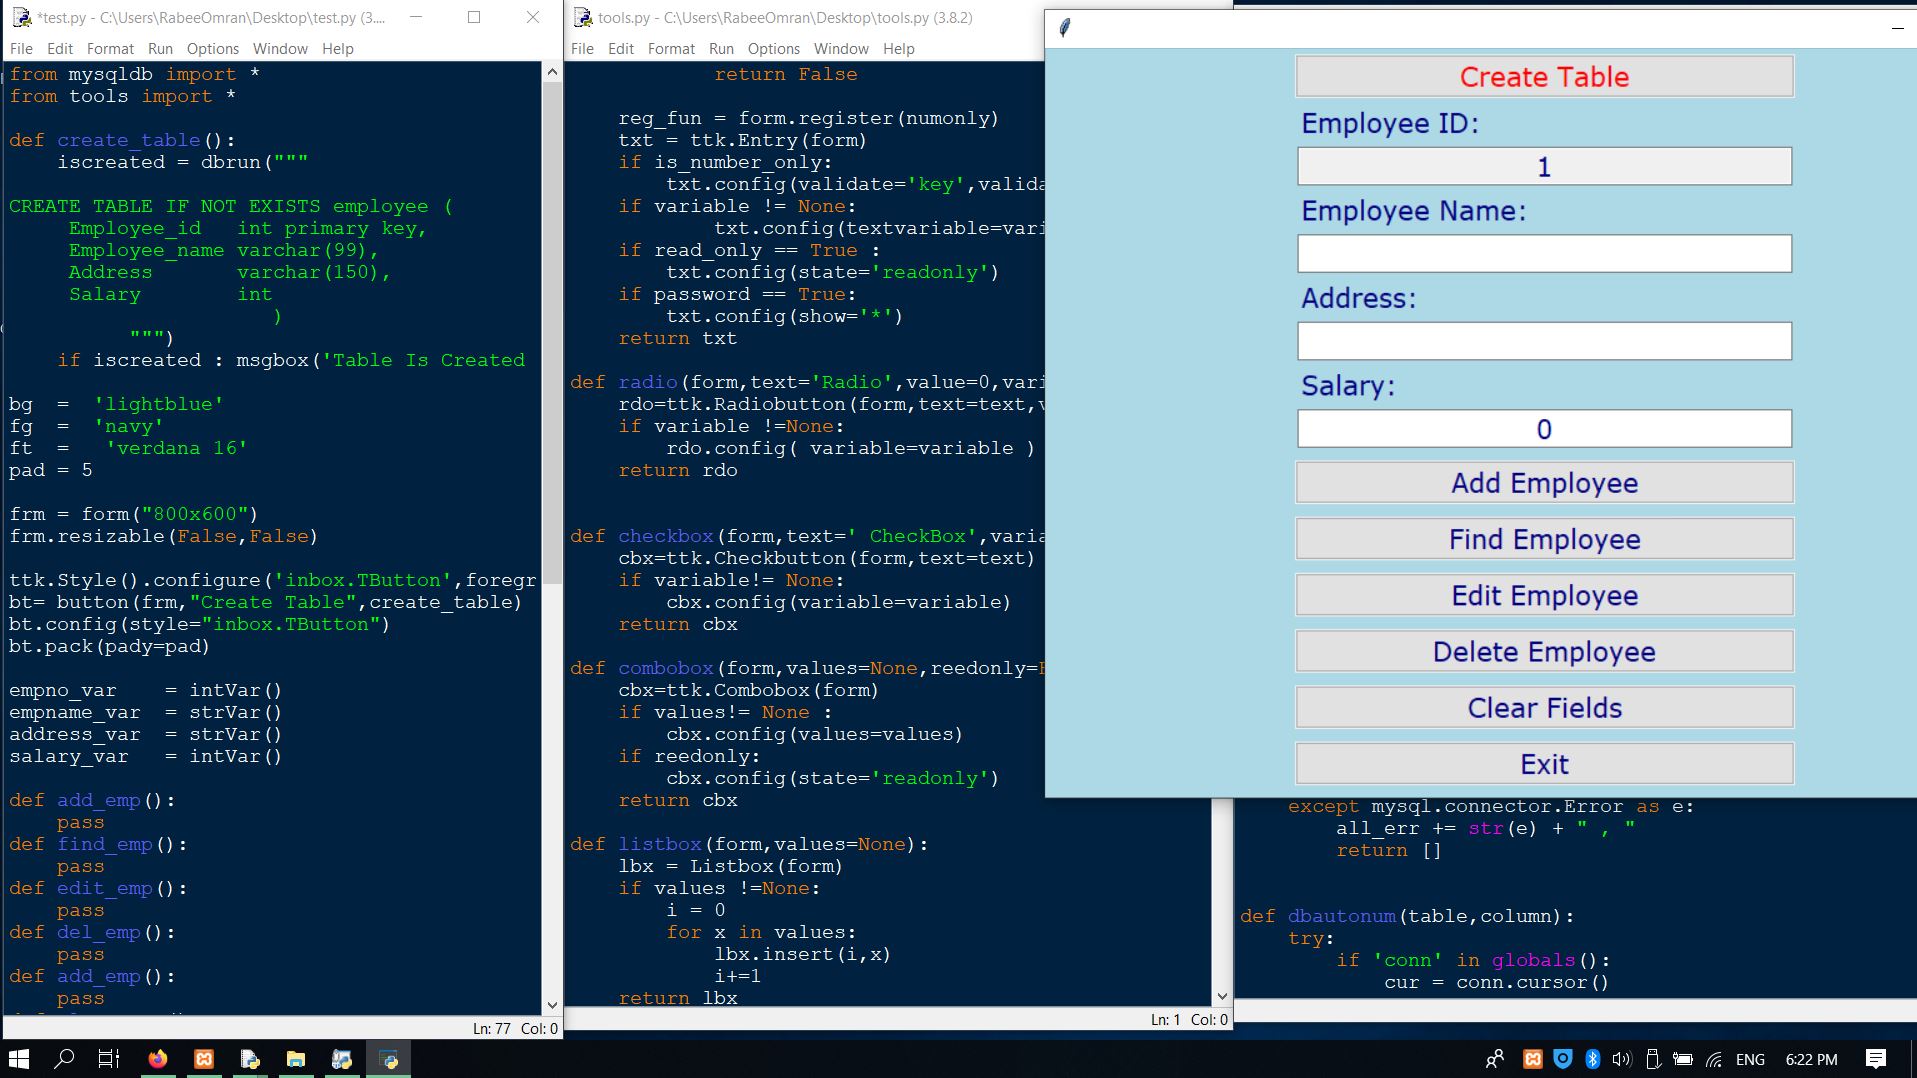 *test.py - C:\Users\RabeeOmran\Desktop\test.py (3....
File Edit Format Run Options Window Help
from mysqldb import *
from tools import *
def create_table():
    iscreated = dbrun("""
CREATE TABLE IF NOT EXISTS employee (
     Employee_id   int primary key,
     Employee_name varchar(99),
     Address       varchar(150),
     Salary        int
                      )
          """)
    if iscreated : msgbox('Table Is Created
bg  =  'lightblue'
fg  =  'navy'
ft  =   'verdana 16'
pad = 5
frm = form("800x600")
frm.resizable(False,False)
ttk.Style().configure('inbox.TButton',foregr
bt= button(frm,"Create Table",create_table)
bt.config(style="inbox.TButton")
bt.pack(pady=pad)
empno_var    = intVar()
empname_var  = strVar()
address_var  = strVar()
salary_var   = intVar()
def add_emp():
    pass
def find_emp():
    pass
def edit_emp():
    pass
def del_emp():
    pass
def add_emp():
    pass
Ln: 77 Col: 0
tools.py - C:\Users\RabeeOmran\Desktop\tools.py (3.8.2)
File Edit Format Run Options Window Help
            return False
    reg_fun = form.register(numonly)
    txt = ttk.Entry(form)
    if is_number_only:
        txt.config(validate='key',valida
    if variable != None:
            txt.config(textvariable=vari
    if read_only == True :
        txt.config(state='readonly')
    if password == True:
        txt.config(show='*')
    return txt
def radio(form,text='Radio',value=0,vari
    rdo=ttk.Radiobutton(form,text=text,v
    if variable !=None:
        rdo.config( variable=variable )
    return rdo
def checkbox(form,text=' CheckBox',varia
    cbx=ttk.Checkbutton(form,text=text)
    if variable!= None:
        cbx.config(variable=variable)
    return cbx
def combobox(form,values=None,reedonly=
    cbx=ttk.Combobox(form)
    if values!= None :
        cbx.config(values=values)
    if reedonly:
        cbx.config(state='readonly')
    return cbx
def listbox(form,values=None):
    lbx = Listbox(form)
    if values !=None:
        i = 0
        for x in values:
            lbx.insert(i,x)
            i+=1
    return lbx
Ln: 1 Col: 0
Create Table
Employee ID:
1
Employee Name:
Address:
Salary:
0
Add Employee
Find Employee
Edit Employee
Delete Employee
Clear Fields
Exit
    except mysql.connector.Error as e:
        all_err += str(e) + " , "
        return []
def dbautonum(table,column):
    try:
        if 'conn' in globals():
            cur = conn.cursor()
ENG 6:22 PM